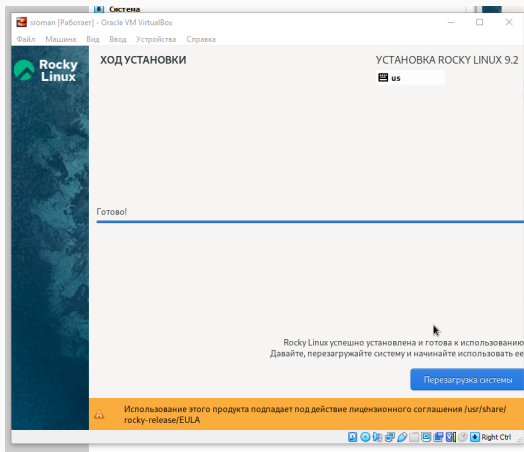 Система
sroman [Работает] - Oracle VM VirtualBox
Файл Машина Вид Ввод Устройства Справка
Rocky
Linux
ХОД УСТАНОВКИ
УСТАНОВКА ROCKY LINUX 9.2
us
Готово!
Rocky Linux успешно установлена и готова к использованию
Давайте, перезагружайте систему и начинайте использовать ее
Перезагрузка системы
Использование этого продукта подпадает под действие лицензионного соглашения /usr/share/
rocky-release/EULA
Right Ctrl